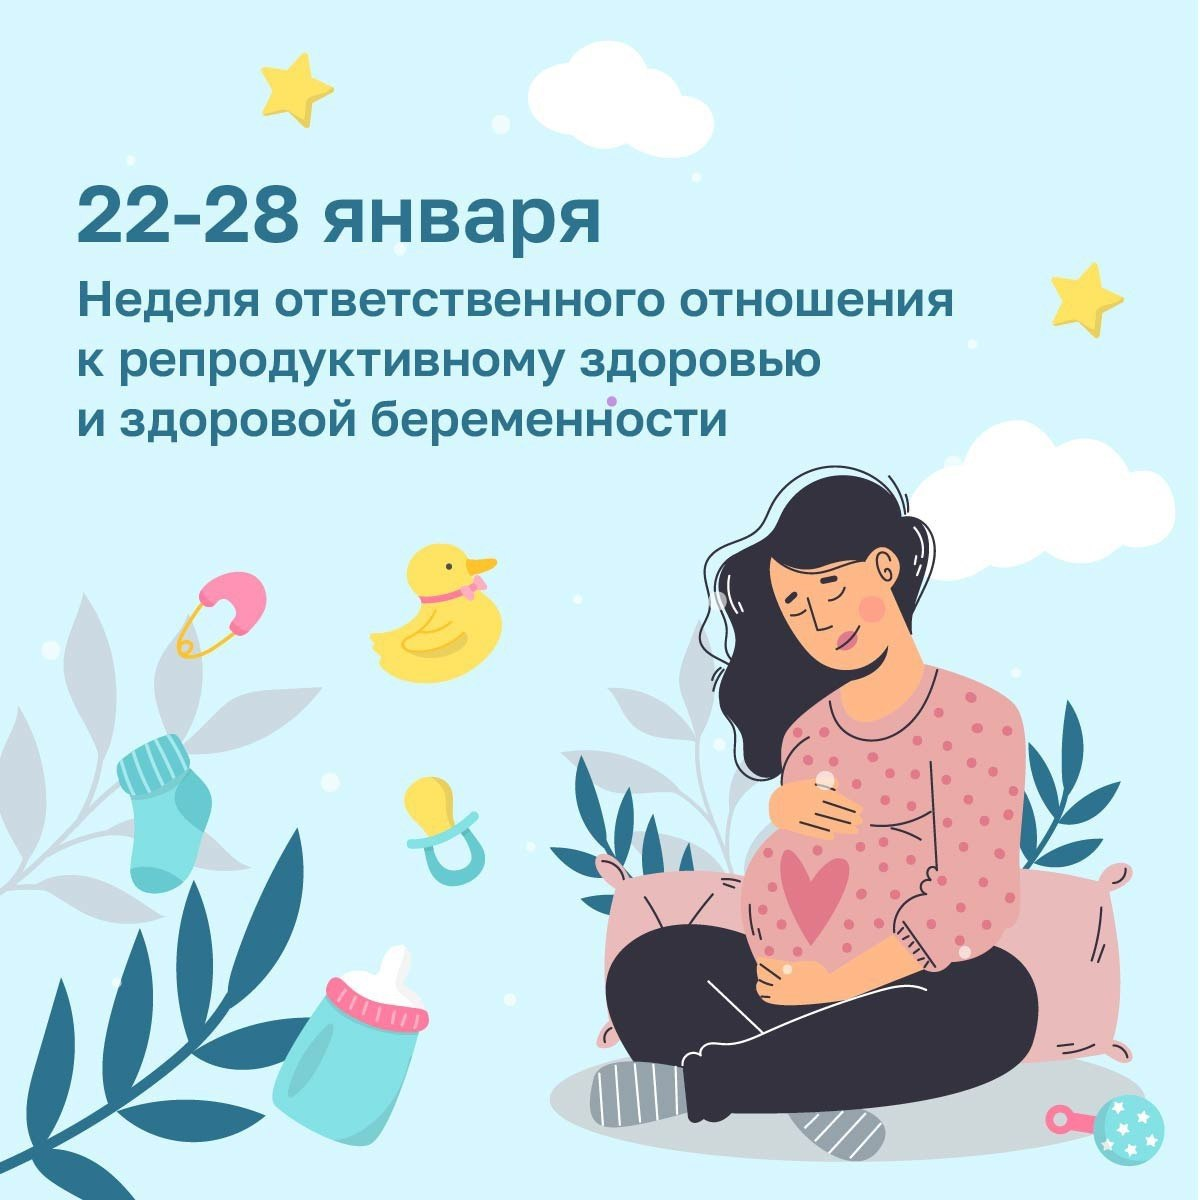 22-28 января
Неделя ответственного отношения
к репродуктивному здоровью
и здоровой беременности